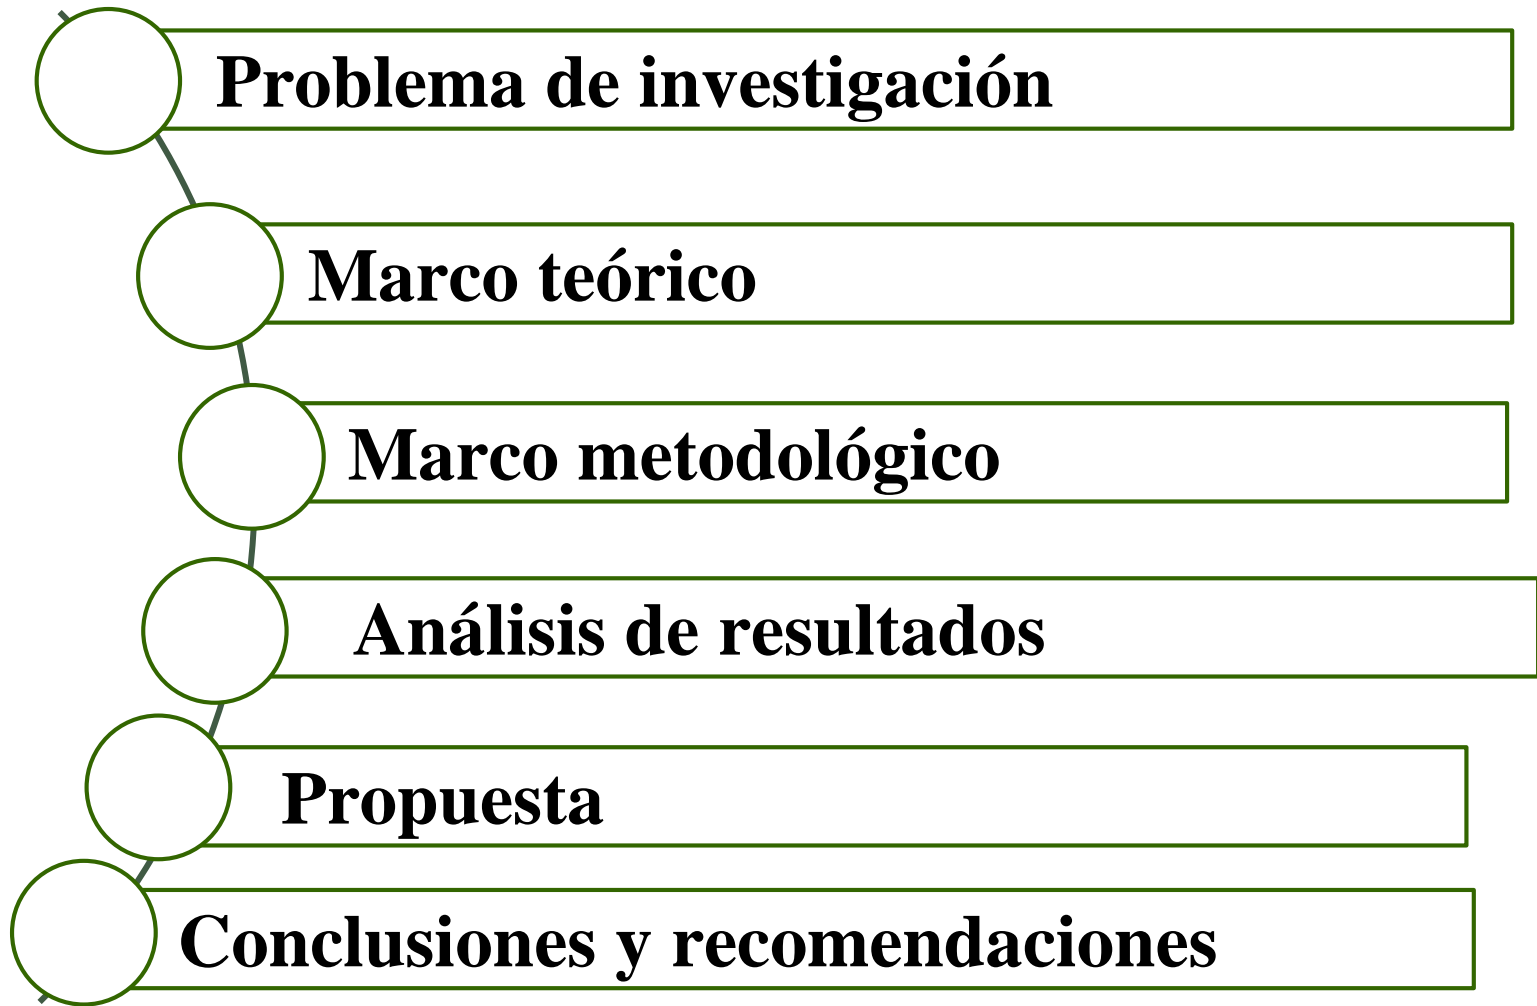 Problema de investigación
Marco teórico
Marco metodológico
Análisis de resultados
Propuesta
Conclusiones y recomendaciones